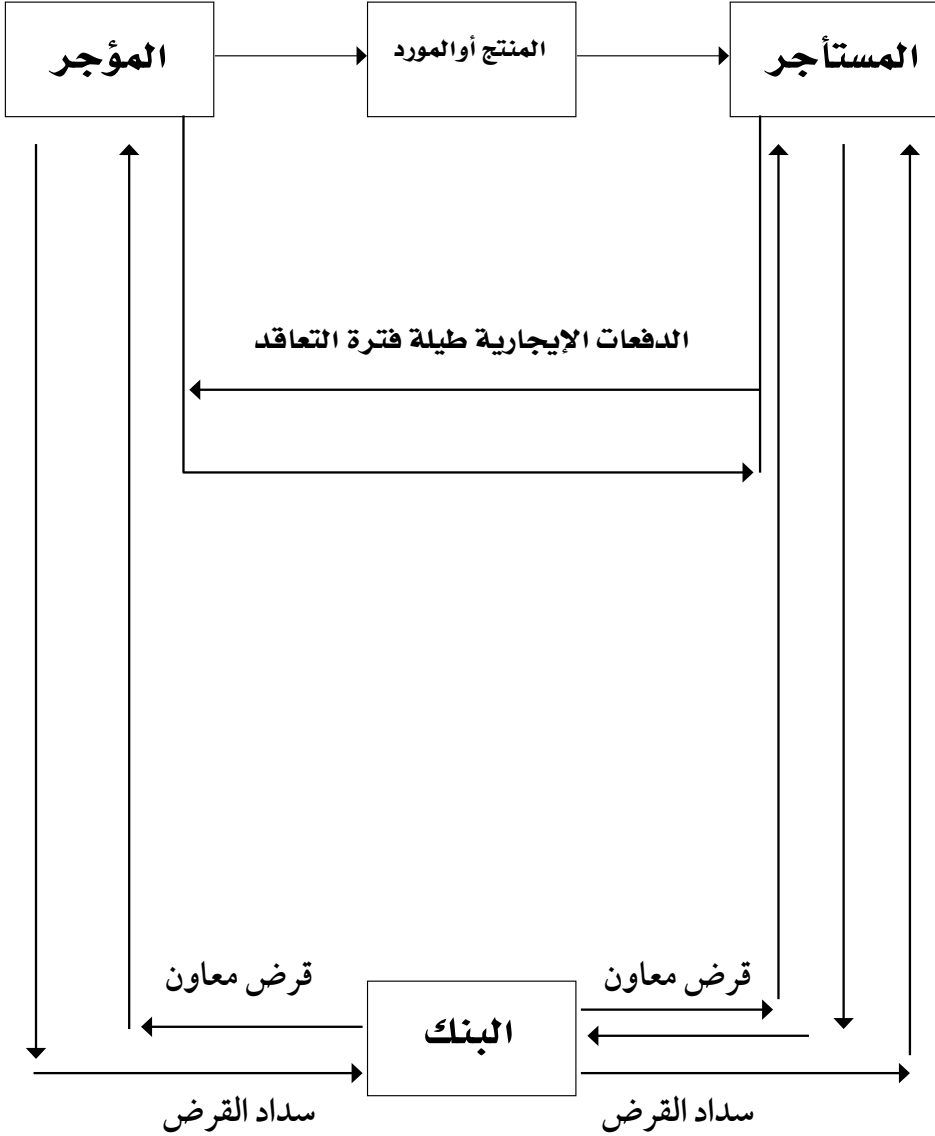 المستأجر
المنتج أوالمورد
المؤجر
الدفعات الإيجارية طيلة فترة التعاقد
قرض معاون
قرض معاون
البنك
سداد القرض
سداد القرض